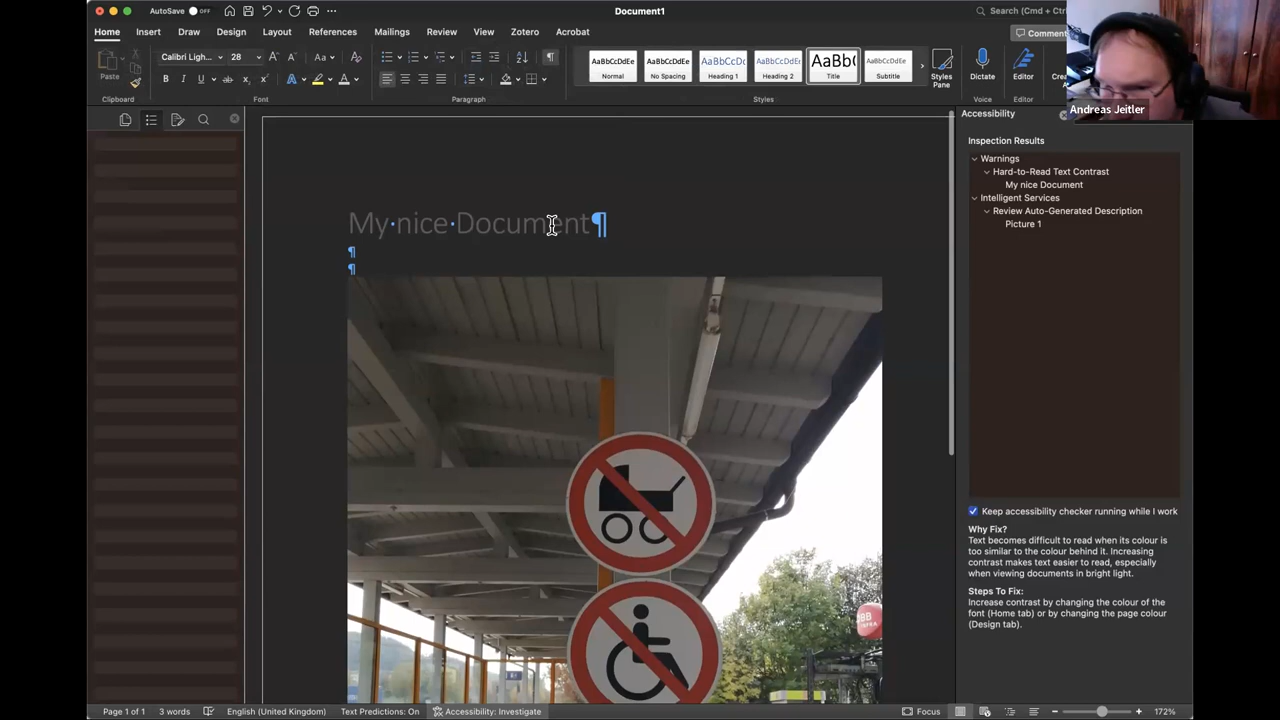 AutoSave OFF
Document1
Search (Cmd + Ctr
Home Insert Draw Design Layout References Mailings Review View Zotero Acrobat
Comment
Paste
Calibri Ligh... 28
AaBbCcDdEe AaBbCcDdEe AaBbCcDc AaBbCcDdEe AaBb( AaBbCcDdEe
Normal No Spacing Heading 1 Heading 2 Title Subtitle
Styles Pane
Dictate
Editor
Clipboard Font Paragraph Styles Voice Editor
Andreas Jeitler
Accessibility
Inspection Results
Warnings
Hard-to-Read Text Contrast
My nice Document
Intelligent Services
Review Auto-Generated Description
Picture 1
My·nice·Document¶
¶
¶
Keep accessibility checker running while I work
Why Fix?
Text becomes difficult to read when its colour is
too similar to the colour behind it. Increasing
contrast makes text easier to read, especially
when viewing documents in bright light.
Steps To Fix:
Increase contrast by changing the colour of the
font (Home tab) or by changing the page colour
(Design tab).
Page 1 of 1 3 words English (United Kingdom) Text Predictions: On Accessibility: Investigate Focus 172%